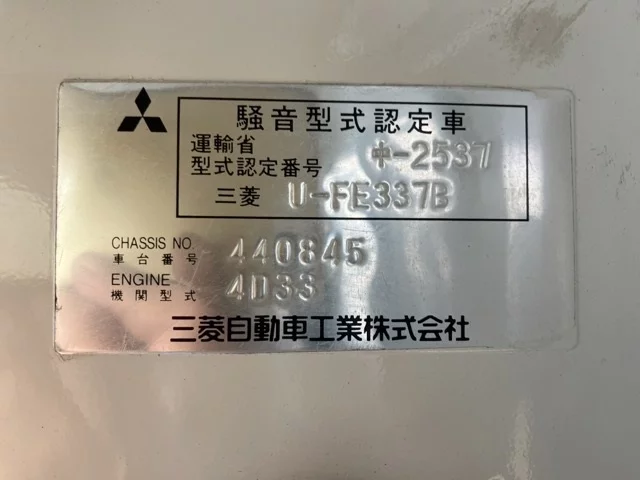 騒音型式認定車
運輸省
型式認定番号 ｻ-2537
三菱 U-FE337B
CHASSIS NO. 440845
車台番号
ENGINE 4D33
機関型式
三菱自動車工業株式会社